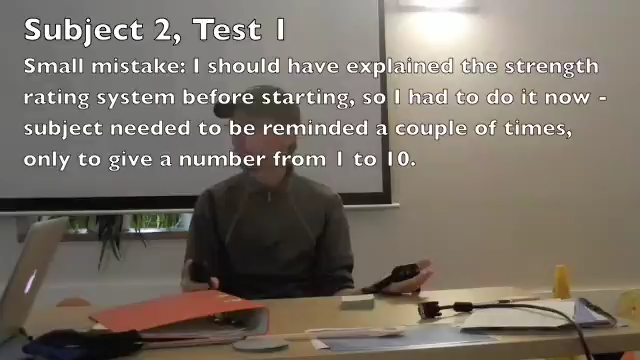 Subject 2, Test 1
Small mistake: I should have explained the strength
rating system before starting, so I had to do it now -
subject needed to be reminded a couple of times,
only to give a number from 1 to 10.